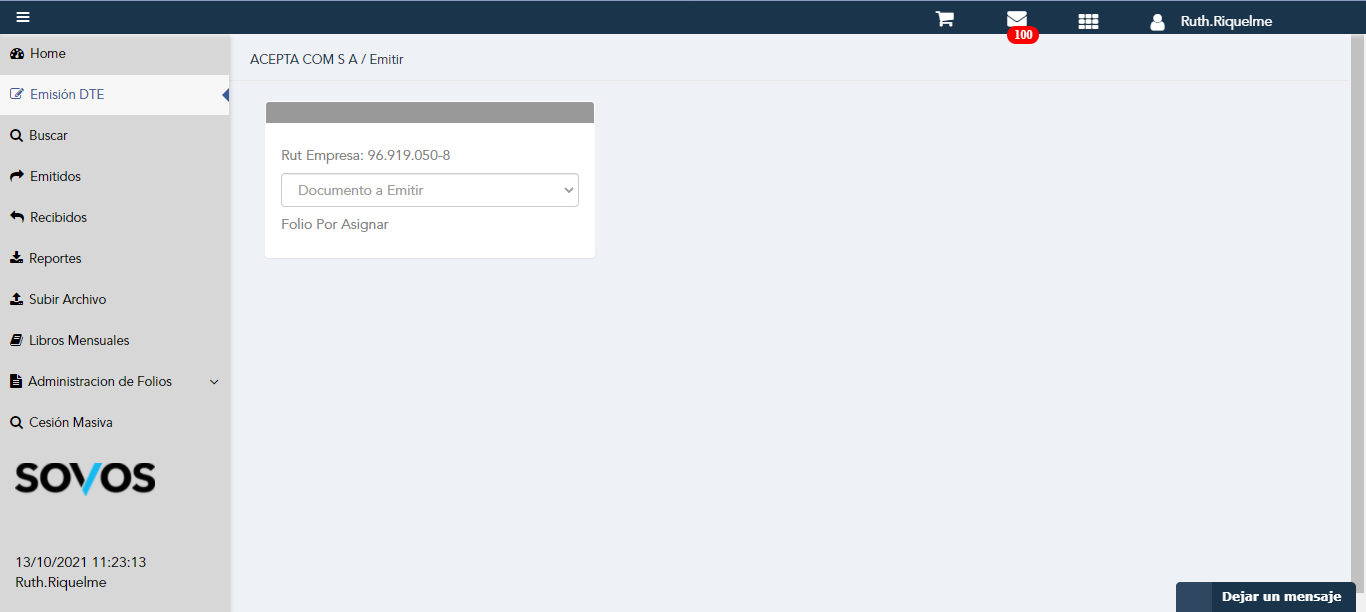 100
Ruth.Riquelme
Home
Emisión DTE
Buscar
Emitidos
Recibidos
Reportes
Subir Archivo
Libros Mensuales
Administracion de Folios
Cesión Masiva
SOVOS
13/10/2021 11:23:13
Ruth.Riquelme
ACEPTA COM S A / Emitir
Rut Empresa: 96.919.050-8
Documento a Emitir
Folio Por Asignar
Dejar un mensaje